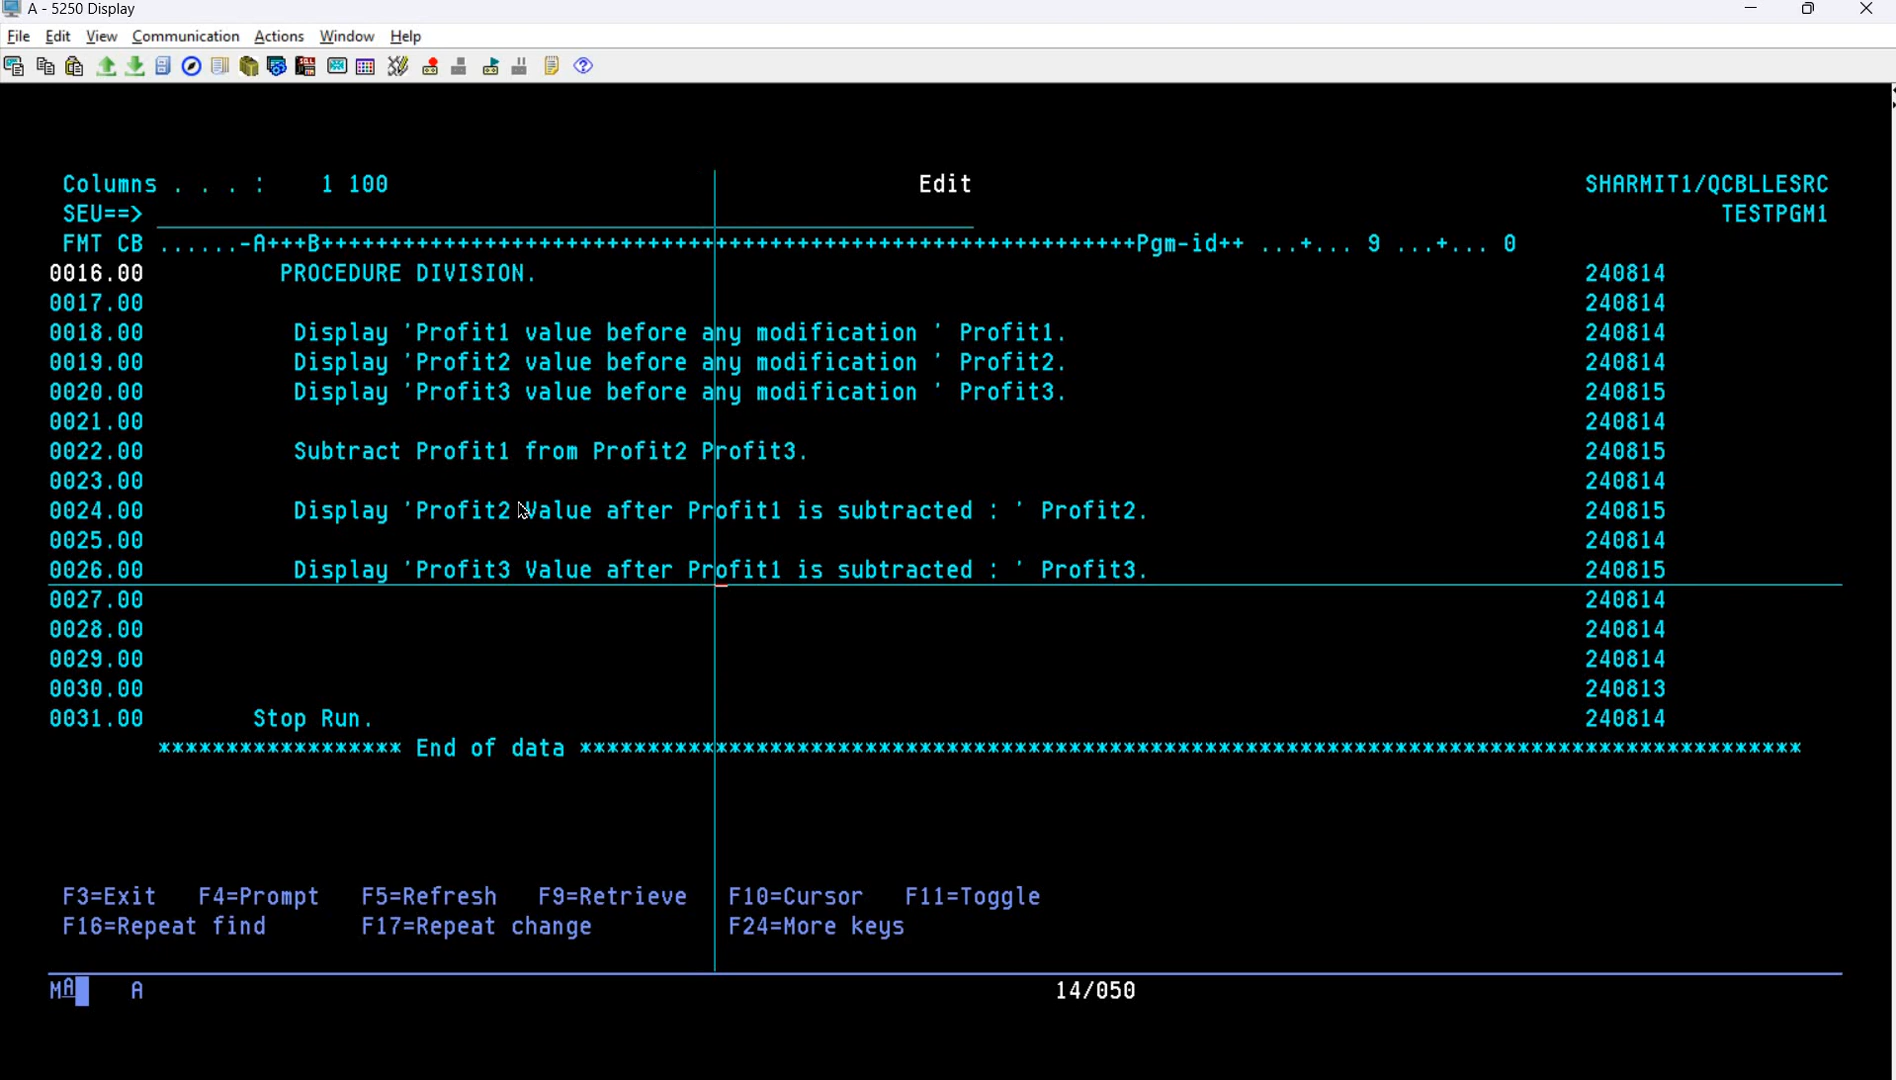 A - 5250 Display
File Edit View Communication Actions Window Help
Columns . . . : 1 100 Edit SHARMIT1/QCBLLESRC
SEU==> TESTPGM1
FMT CB ......-A+++B++++++++++++++++++++++++++++++++++++++++++++++++++++++++++++Pgm-id++ ...+... 9 ...+... 0
0016.00 PROCEDURE DIVISION. 240814
0017.00 240814
0018.00 Display 'Profit1 value before any modification ' Profit1. 240814
0019.00 Display 'Profit2 value before any modification ' Profit2. 240814
0020.00 Display 'Profit3 value before any modification ' Profit3. 240815
0021.00 240814
0022.00 Subtract Profit1 from Profit2 Profit3. 240815
0023.00 240814
0024.00 Display 'Profit2 Value after Profit1 is subtracted : ' Profit2. 240815
0025.00 240814
0026.00 Display 'Profit3 Value after Profit1 is subtracted : ' Profit3. 240815
0027.00 240814
0028.00 240814
0029.00 240814
0030.00 240813
0031.00 Stop Run. 240814
****************** End of data ******************************************************************************************
F3=Exit F4=Prompt F5=Refresh F9=Retrieve F10=Cursor F11=Toggle
F16=Repeat find F17=Repeat change F24=More keys
MA A 14/050